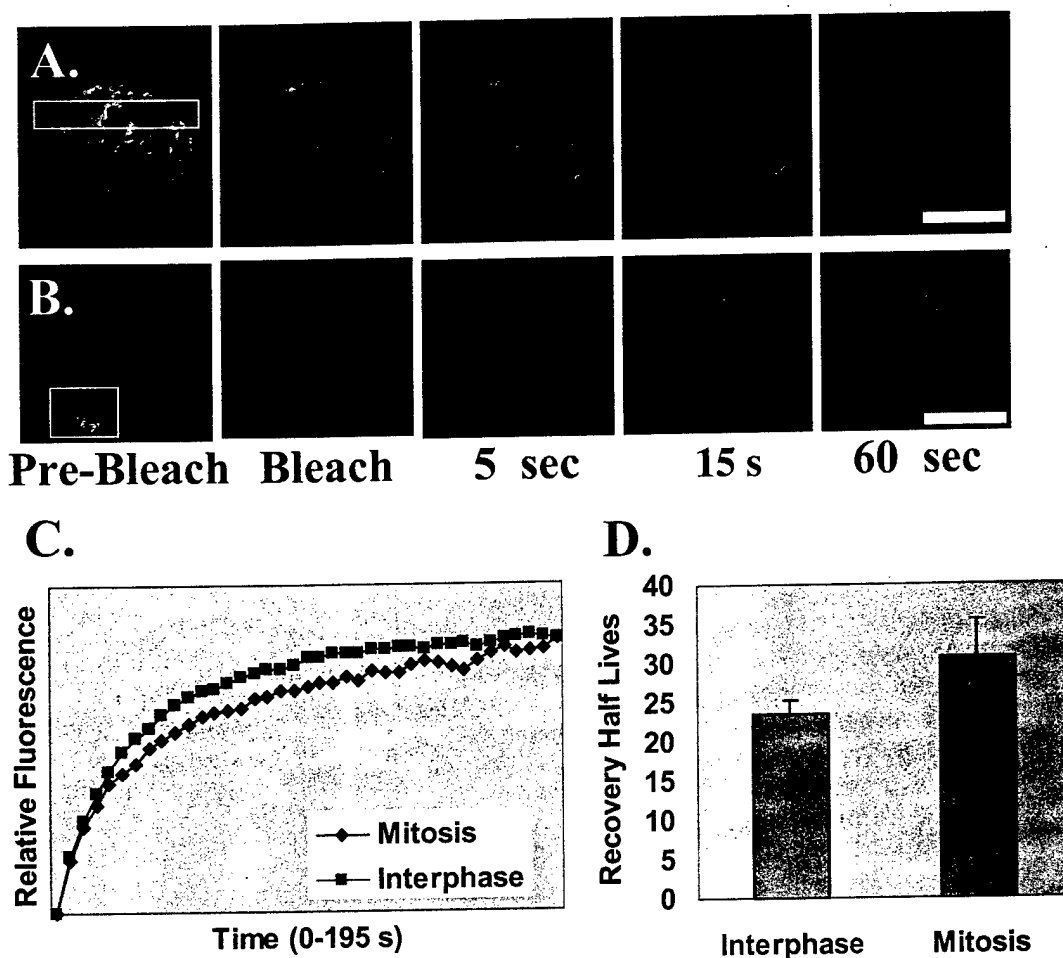 A.
B.
Pre-Bleach Bleach 5 sec 15 s 60 sec
C.
Relative Fluorescence
Mitosis
Interphase
Time (0-195 s)
D.
Recovery Half Lives
40
35
30
25
20
15
10
5
0
Interphase Mitosis